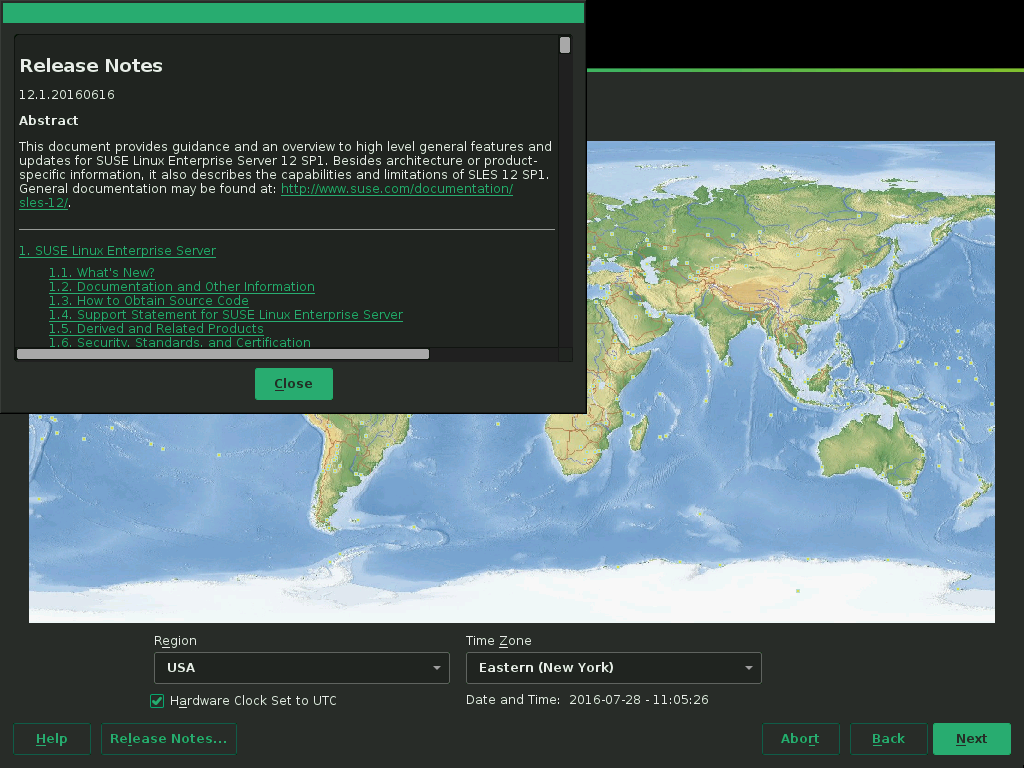 Release Notes
12.1.20160616
Abstract
This document provides guidance and an overview to high level general features and
updates for SUSE Linux Enterprise Server 12 SP1. Besides architecture or product-
specific information, it also describes the capabilities and limitations of SLES 12 SP1.
General documentation may be found at: http://www.suse.com/documentation/
sles-12/.
1. SUSE Linux Enterprise Server
1.1. What's New?
1.2. Documentation and Other Information
1.3. How to Obtain Source Code
1.4. Support Statement for SUSE Linux Enterprise Server
1.5. Derived and Related Products
1.6. Security, Standards, and Certification
Close
Region
Time Zone
USA
Eastern (New York)
Hardware Clock Set to UTC
Date and Time: 2016-07-28 - 11:05:26
Help
Release Notes...
Abort
Back
Next